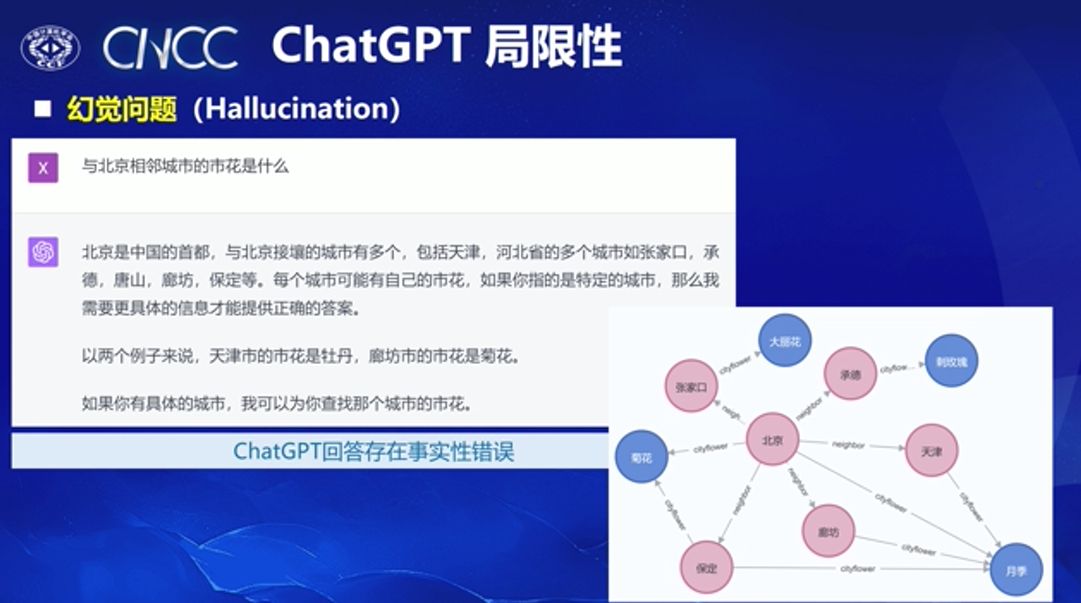 CNCC ChatGPT 局限性
CCF
幻觉问题（Hallucination）
X
与北京相邻城市的市花是什么
北京是中国的首都，与北京接壤的城市有多个，包括天津，河北省的多个城市如张家口，承
德，唐山，廊坊，保定等。每个城市可能有自己的市花，如果你指的是特定的城市，那么我
需要更具体的信息才能提供正确的答案。
以两个例子来说，天津市的市花是牡丹，廊坊市的市花是菊花。
如果你有具体的城市，我可以为你查找那个城市的市花。
ChatGPT回答存在事实性错误
大丽花
cityflower
张家口
承德
cityflow...
刺玫瑰
neigh...
neighbor
北京
菊花
cityflower
neighbor
天津
neighbor
neighbor
cityflower
cityflower
cityflower
廊坊
cityflower
保定
cityflower
月季